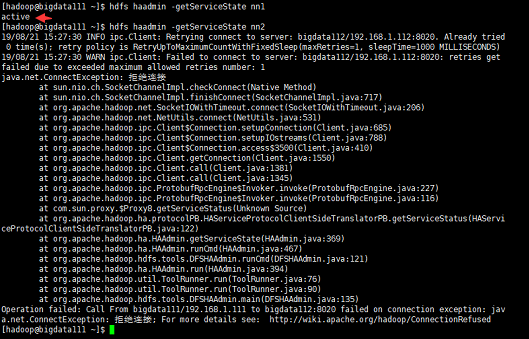 [hadoop@bigdata111 ~]$ hdfs haadmin -getServiceState nn1
active
[hadoop@bigdata111 ~]$ hdfs haadmin -getServiceState nn2
19/08/21 15:27:30 INFO ipc.Client: Retrying connect to server: bigdata112/192.168.1.112:8020. Already tried
 0 time(s); retry policy is RetryUpToMaximumCountWithFixedSleep(maxRetries=1, sleepTime=1000 MILLISECONDS)
19/08/21 15:27:30 WARN ipc.Client: Failed to connect to server: bigdata112/192.168.1.112:8020: retries get
failed due to exceeded maximum allowed retries number: 1
java.net.ConnectException: 拒绝连接
at sun.nio.ch.SocketChannelImpl.checkConnect(Native Method)
at sun.nio.ch.SocketChannelImpl.finishConnect(SocketChannelImpl.java:717)
at org.apache.hadoop.net.SocketIOWithTimeout.connect(SocketIOWithTimeout.java:206)
at org.apache.hadoop.net.NetUtils.connect(NetUtils.java:531)
at org.apache.hadoop.ipc.Client$Connection.setupConnection(Client.java:685)
at org.apache.hadoop.ipc.Client$Connection.setupIOstreams(Client.java:788)
at org.apache.hadoop.ipc.Client$Connection.access$3500(Client.java:410)
at org.apache.hadoop.ipc.Client.getConnection(Client.java:1550)
at org.apache.hadoop.ipc.Client.call(Client.java:1381)
at org.apache.hadoop.ipc.Client.call(Client.java:1345)
at org.apache.hadoop.ipc.ProtobufRpcEngine$Invoker.invoke(ProtobufRpcEngine.java:227)
at org.apache.hadoop.ipc.ProtobufRpcEngine$Invoker.invoke(ProtobufRpcEngine.java:116)
at com.sun.proxy.$Proxy8.getServiceStatus(Unknown Source)
at org.apache.hadoop.ha.protocolPB.HAServiceProtocolClientSideTranslatorPB.getServiceStatus(HAServi
ceProtocolClientSideTranslatorPB.java:122)
at org.apache.hadoop.ha.HAAdmin.getServiceState(HAAdmin.java:369)
at org.apache.hadoop.ha.HAAdmin.runCmd(HAAdmin.java:467)
at org.apache.hadoop.hdfs.tools.DFSHAAdmin.runCmd(DFSHAAdmin.java:121)
at org.apache.hadoop.ha.HAAdmin.run(HAAdmin.java:394)
at org.apache.hadoop.util.ToolRunner.run(ToolRunner.java:76)
at org.apache.hadoop.util.ToolRunner.run(ToolRunner.java:90)
at org.apache.hadoop.hdfs.tools.DFSHAAdmin.main(DFSHAAdmin.java:135)
Operation failed: Call From bigdata111/192.168.1.111 to bigdata112:8020 failed on connection exception: jav
a.net.ConnectException: 拒绝连接; For more details see:  http://wiki.apache.org/hadoop/ConnectionRefused
[hadoop@bigdata111 ~]$